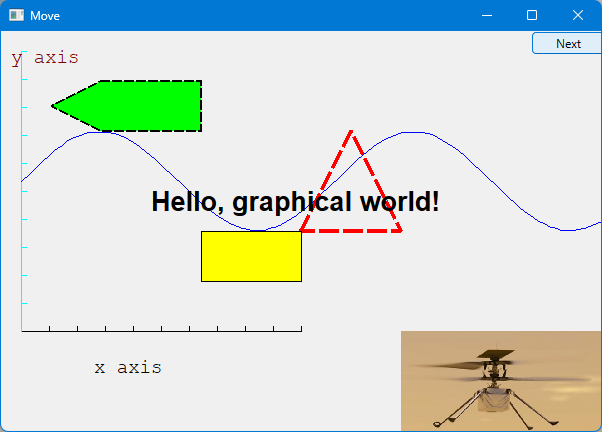 Move
Next
y axis
Hello, graphical world!
x axis